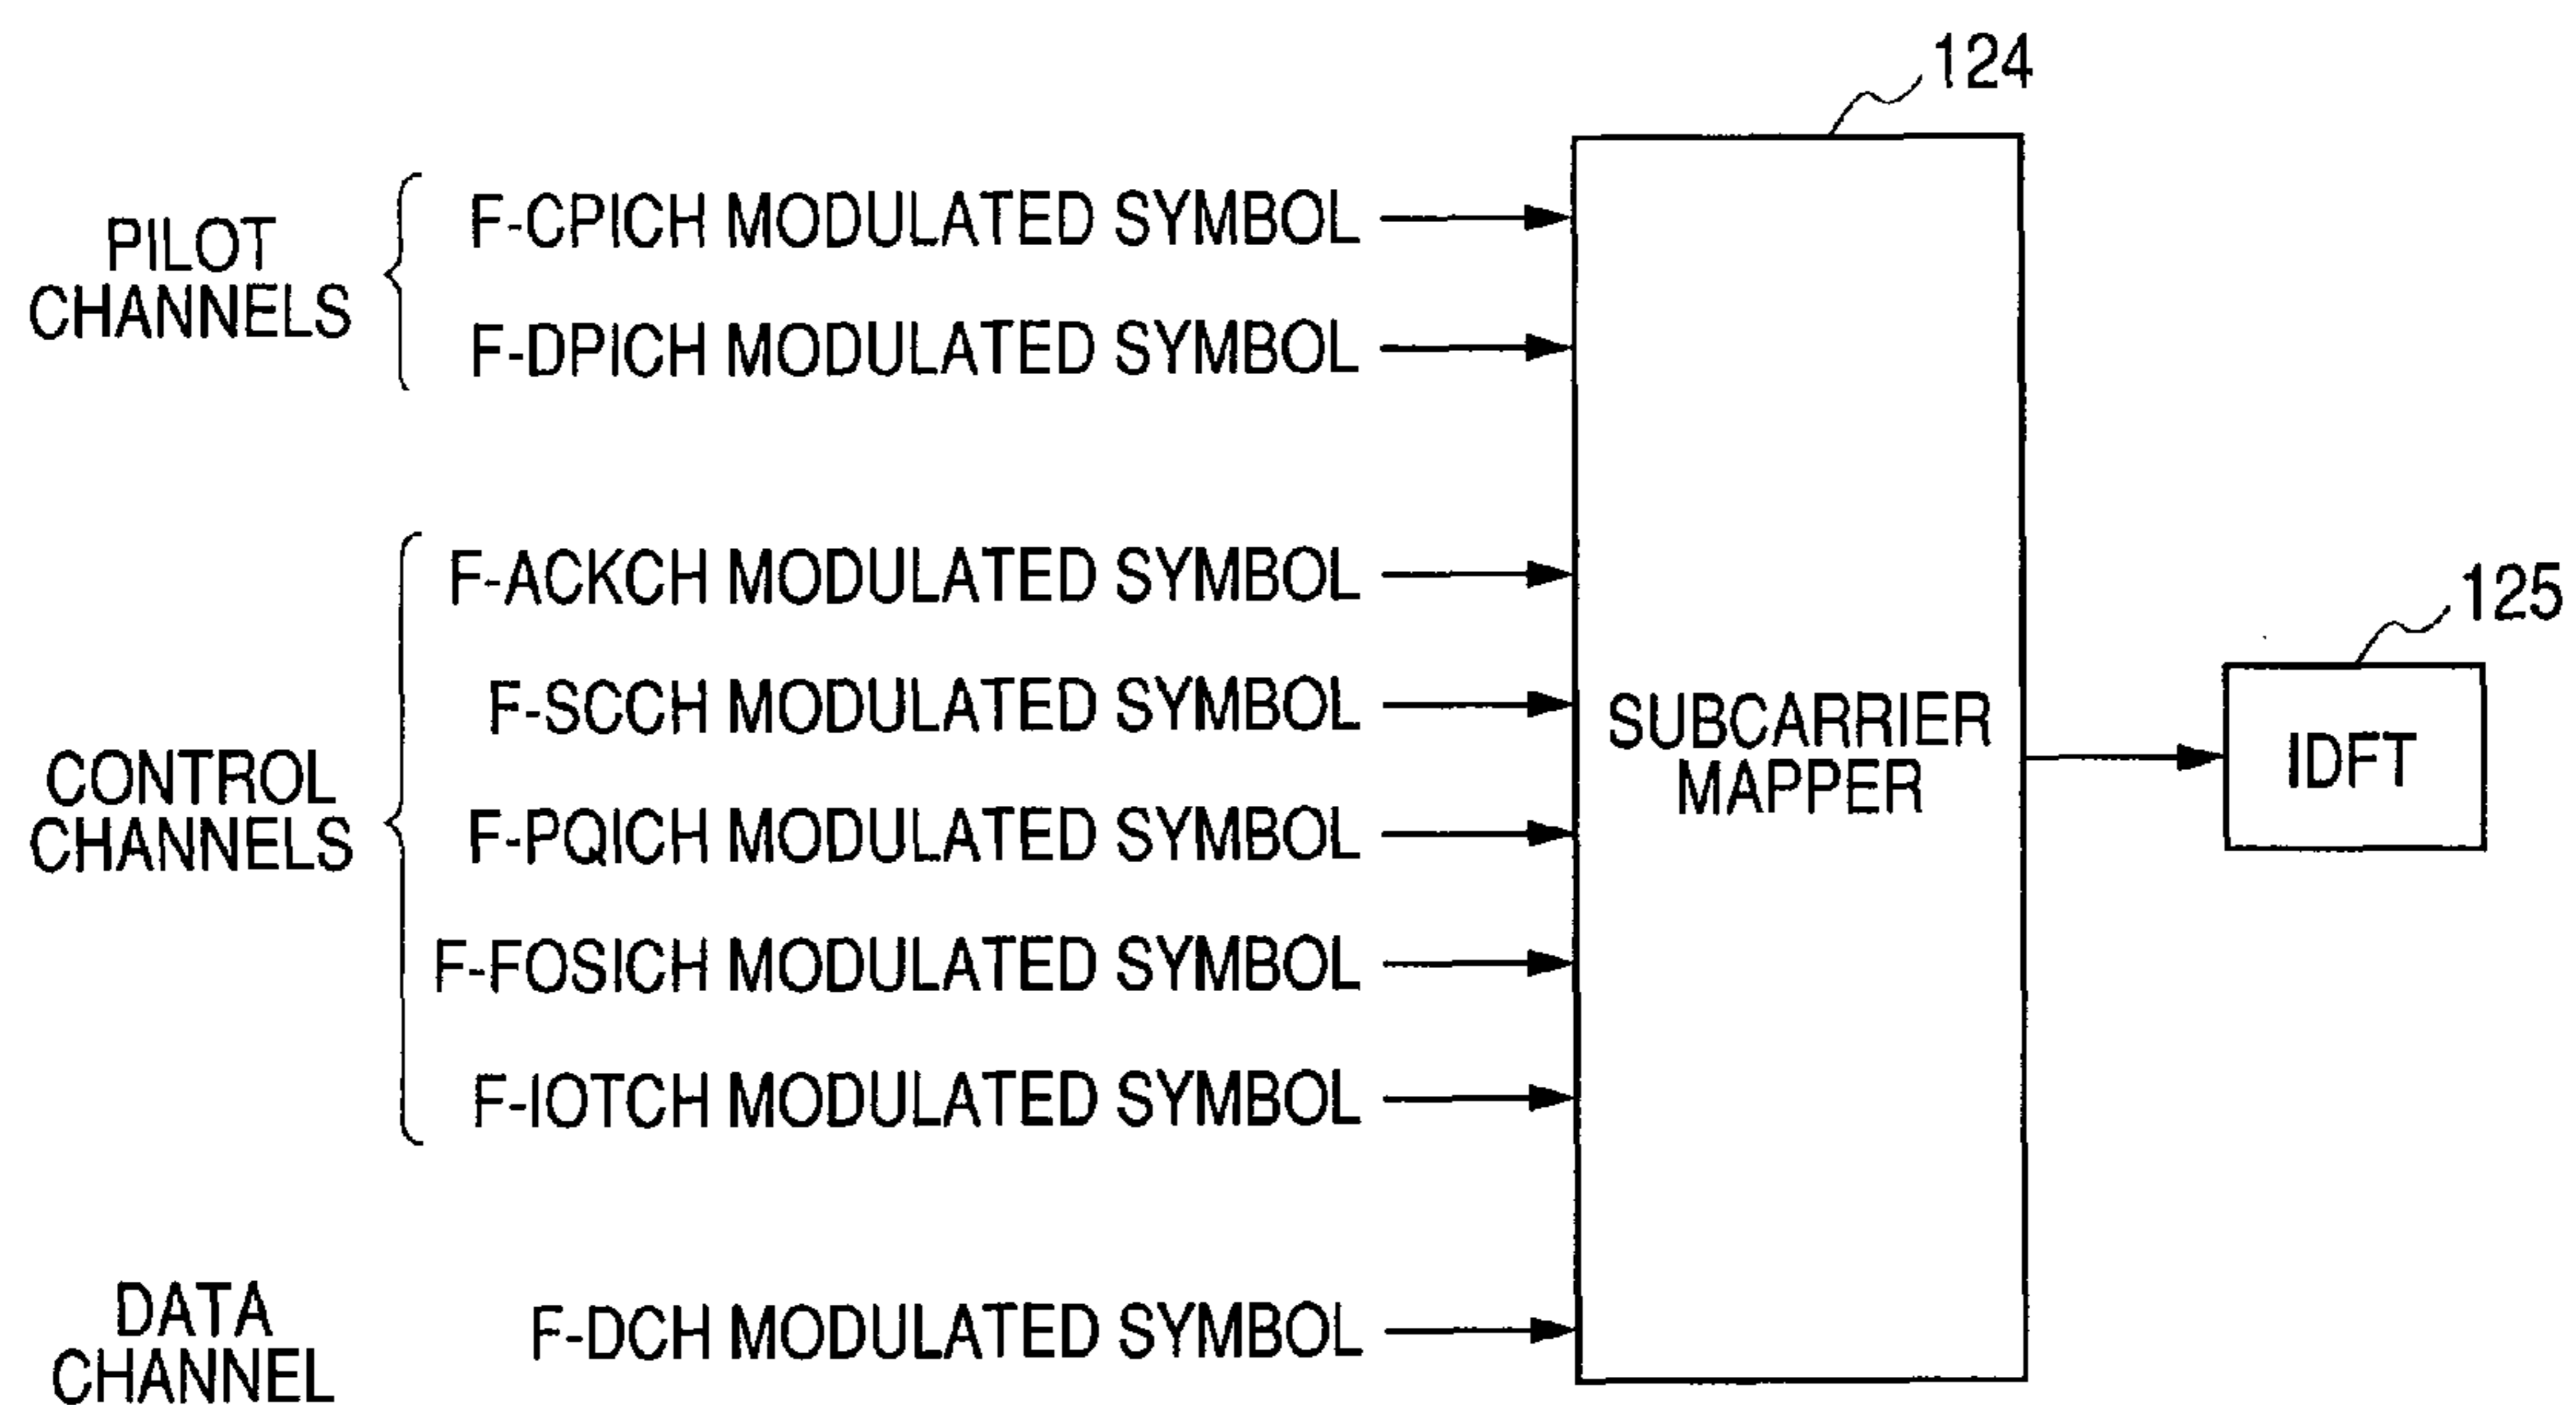 124
PILOT
CHANNELS
F-CPICH MODULATED SYMBOL
F-DPICH MODULATED SYMBOL
CONTROL
CHANNELS
F-ACKCH MODULATED SYMBOL
F-SCCH MODULATED SYMBOL
F-PQICH MODULATED SYMBOL
F-FOSICH MODULATED SYMBOL
F-IOTCH MODULATED SYMBOL
DATA
CHANNEL
F-DCH MODULATED SYMBOL
SUBCARRIER
MAPPER
125
IDFT